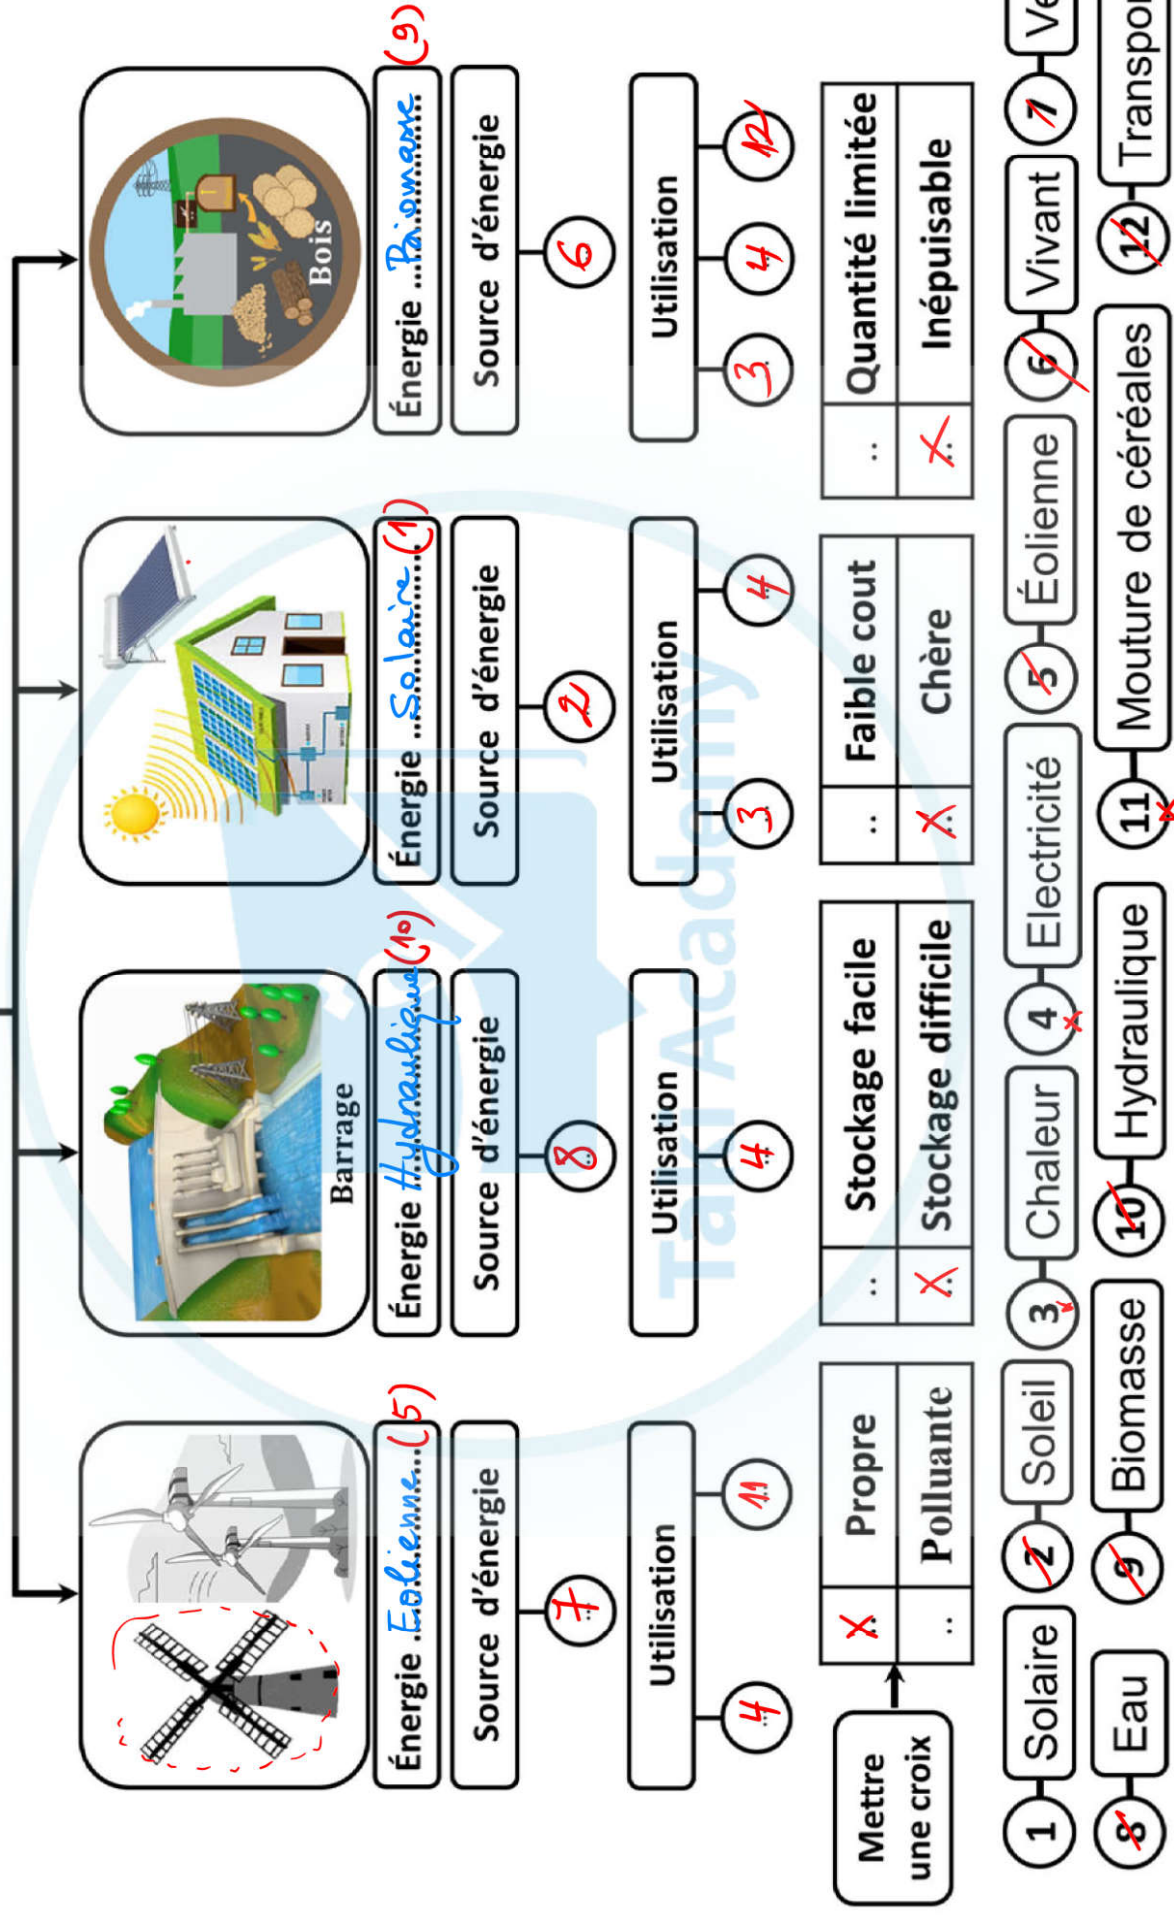 Bois
Barrage
Énergie Eolienne (5)
Énergie Hydraulique (10)
Énergie Solaire (1)
Énergie Biomasse (9)
Source d'énergie
Source d'énergie
Source d'énergie
Source d'énergie
7
8
2
6
Utilisation
Utilisation
Utilisation
Utilisation
4 11
4
3 4
3 4 12
Taki Academy
Mettre
une croix
X Propre
.. Polluante
.. Stockage facile
X Stockage difficile
.. Faible cout
X Chère
.. Quantité limitée
X Inépuisable
1 Solaire 2 Soleil 3 Chaleur 4 Electricité 5 Éolienne 6 Vivant 7 Ve
8 Eau 9 Biomasse 10 Hydraulique 11 Mouture de céréales 12 Transpor